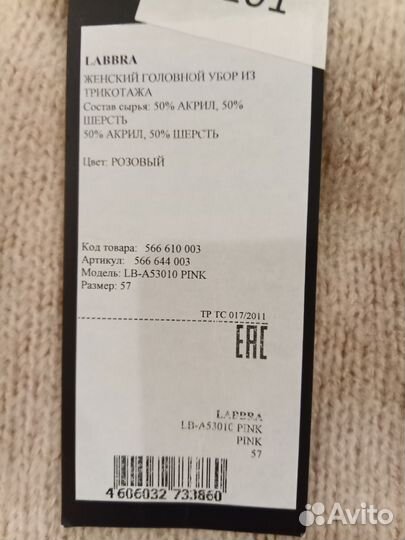 LABBRA
ЖЕНСКИЙ ГОЛОВНОЙ УБОР ИЗ
ТРИКОТАЖА
Состав сырья: 50% АКРИЛ, 50%
ШЕРСТЬ
50% АКРИЛ, 50% ШЕРСТЬ
Цвет: РОЗОВЫЙ
Код товара: 566 610 003
Артикул: 566 644 003
Модель: LB-A53010 PINK
Размер: 57
ТР ТС 017/2011
EAC
LABBRA
LB-A53010 PINK
PINK
57
4 606032 733860
Avito